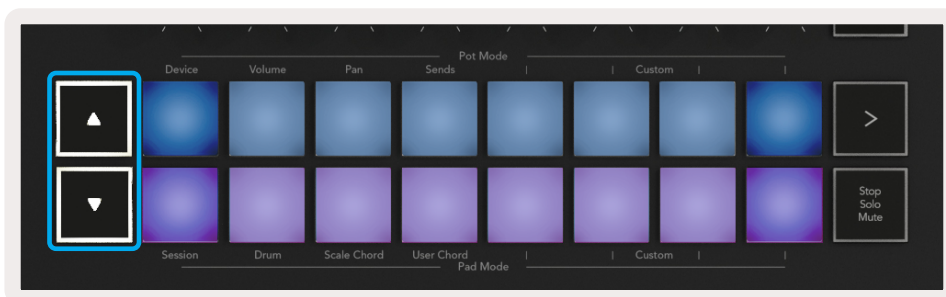 Pot Mode
Device Volume Pan Sends Custom
>
Stop
Solo
Mute
Session Drum Scale Chord User Chord Custom
Pad Mode